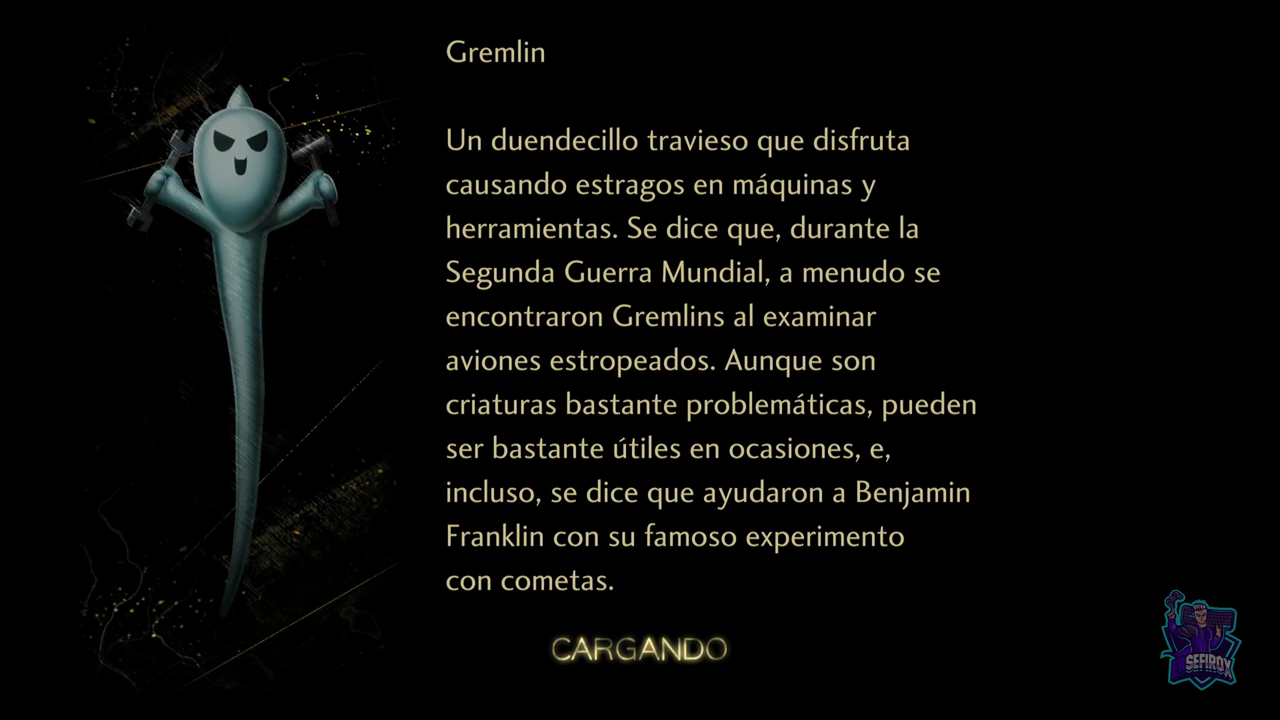 Gremlin
Un duendecillo travieso que disfruta
causando estragos en máquinas y
herramientas. Se dice que, durante la
Segunda Guerra Mundial, a menudo se
encontraron Gremlins al examinar
aviones estropeados. Aunque son
criaturas bastante problemáticas, pueden
ser bastante útiles en ocasiones, e,
incluso, se dice que ayudaron a Benjamin
Franklin con su famoso experimento
con cometas.
CARGANDO
SEFIROX